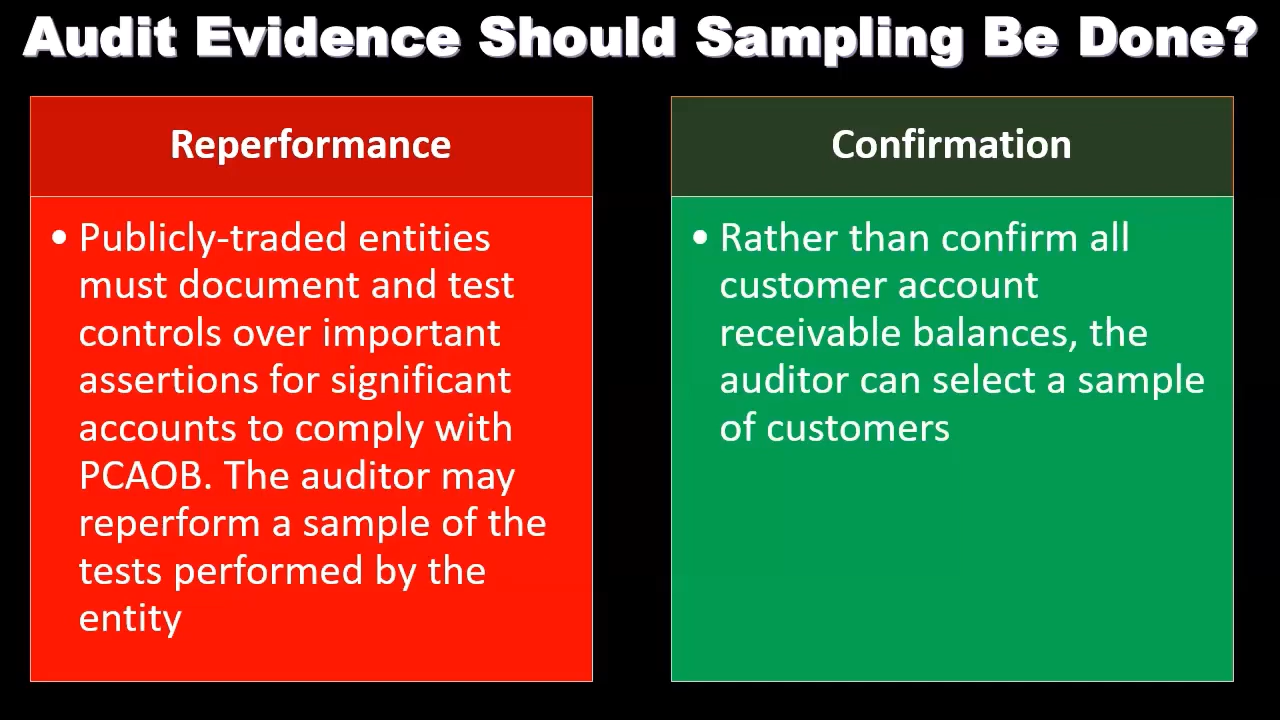 Audit Evidence Should Sampling Be Done?
Reperformance
• Publicly-traded entities
must document and test
controls over important
assertions for significant
accounts to comply with
PCAOB. The auditor may
reperform a sample of the
tests performed by the
entity
Confirmation
• Rather than confirm all
customer account
receivable balances, the
auditor can select a sample
of customers